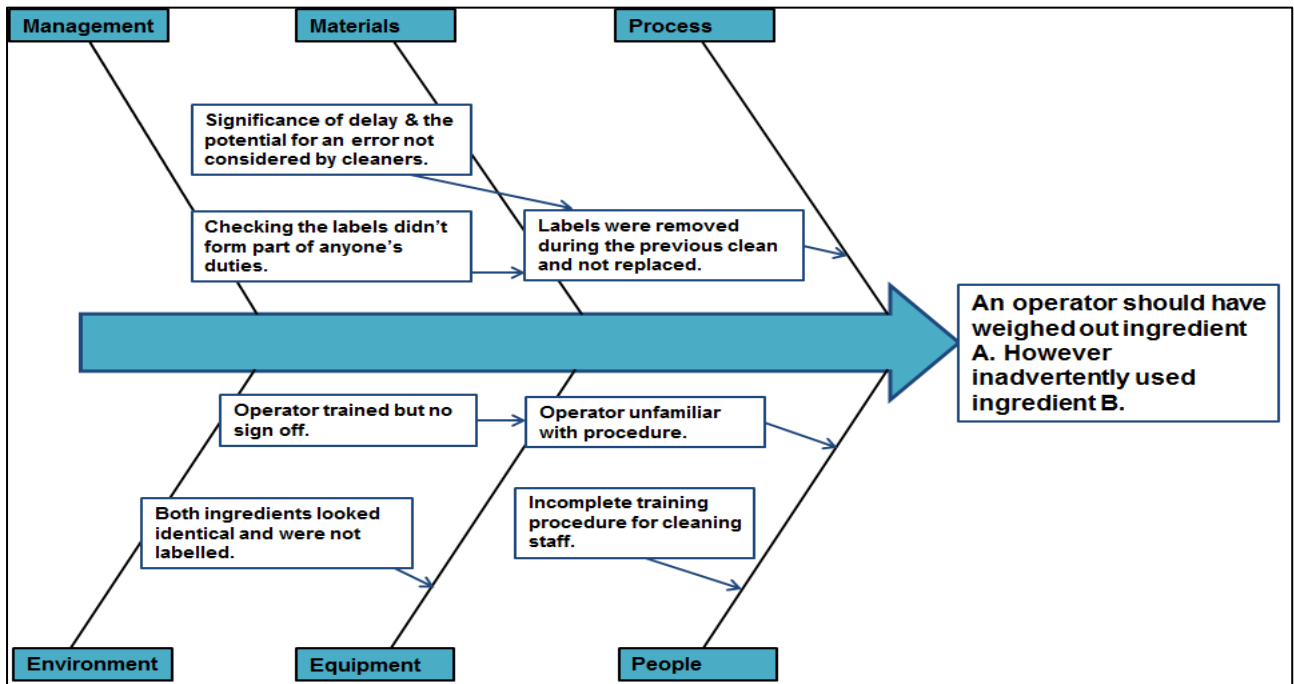 Management
Materials
Process
Significance of delay & the
potential for an error not
considered by cleaners.
Checking the labels didn't
form part of anyone's
duties.
Labels were removed
during the previous clean
and not replaced.
An operator should have
weighed out ingredient
A. However
inadvertently used
ingredient B.
Operator trained but no
sign off.
Operator unfamiliar
with procedure.
Both ingredients looked
identical and were not
labelled.
Incomplete training
procedure for cleaning
staff.
Environment
Equipment
People